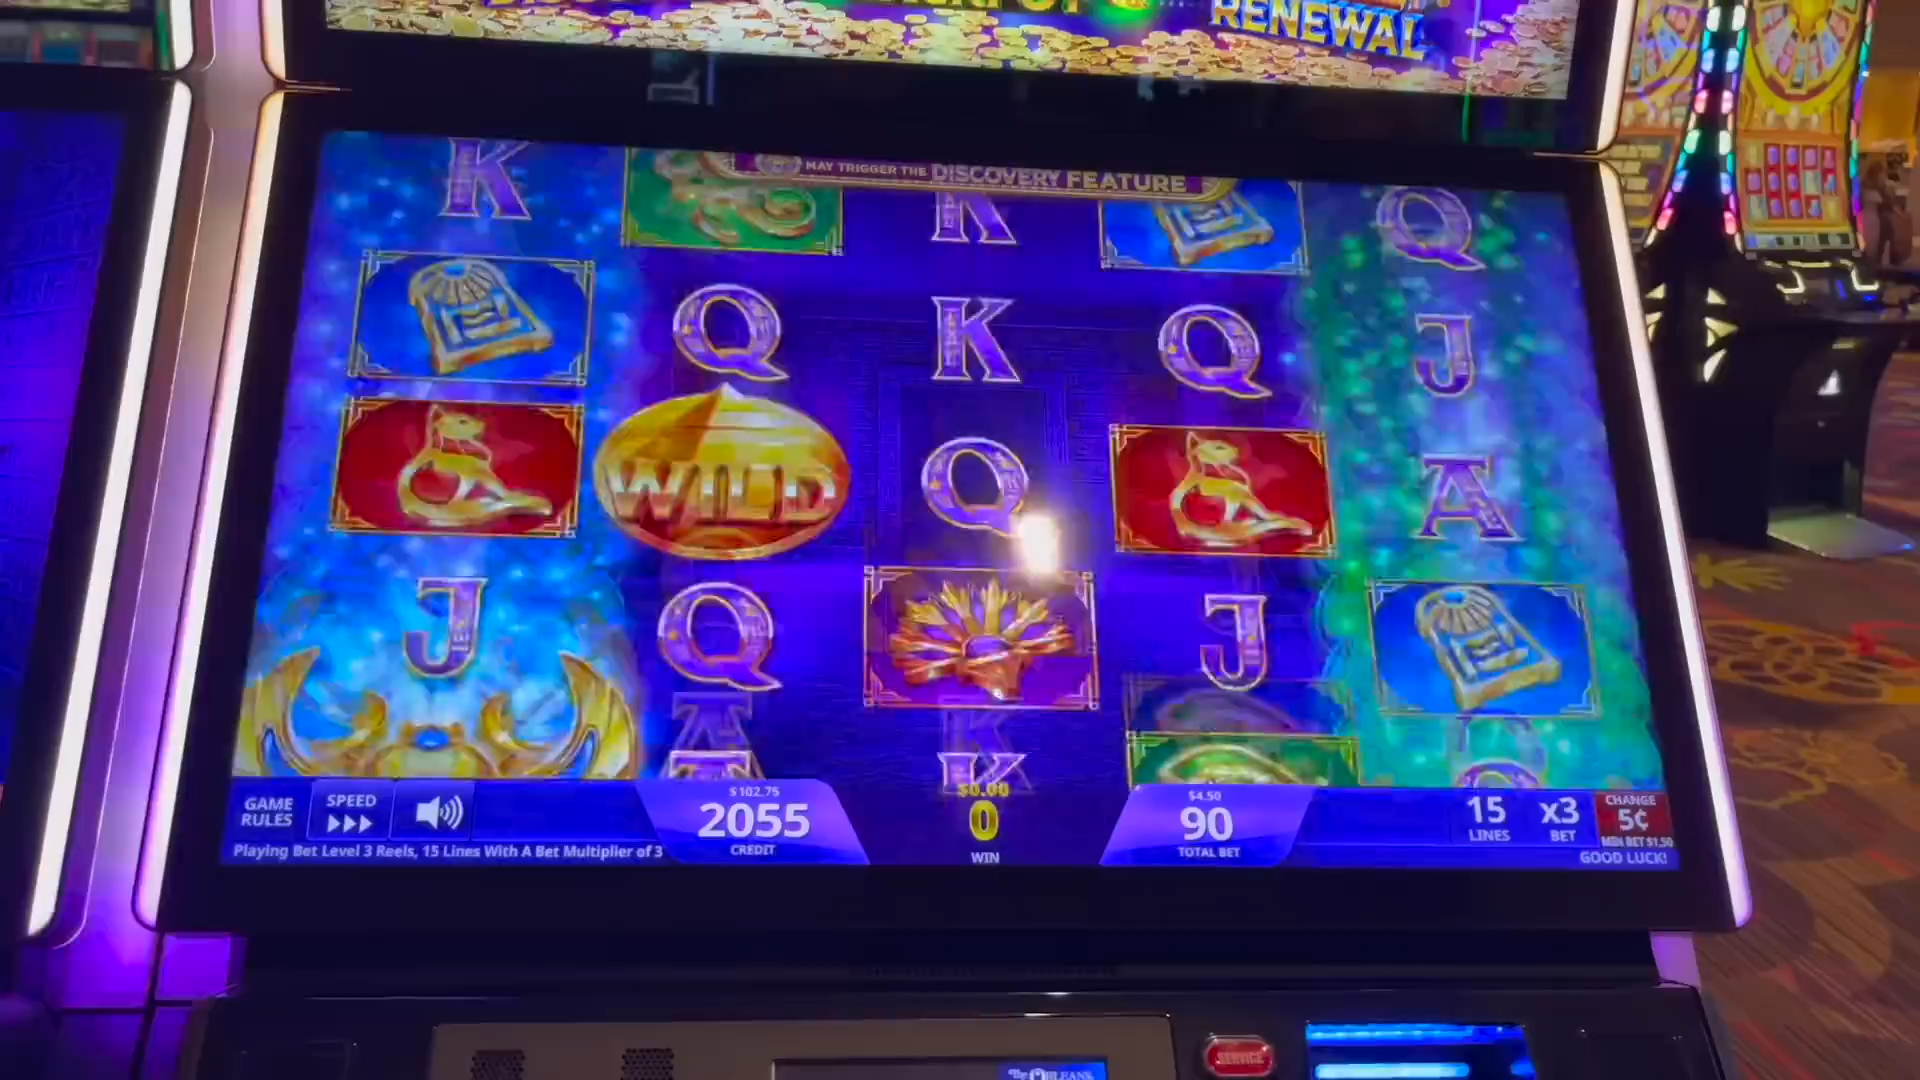 RENEWAL
MAY TRIGGER THE DISCOVERY FEATURE
K
K
Q
Q
K
Q
J
WILD
Q
A
J
Q
J
A
K
Q
GAME RULES
SPEED
$102.75
2055
CREDIT
$0.00
0
WIN
$4.50
90
TOTAL BET
15
LINES
x3
BET
CHANGE
5¢
MIN BET $1.50
Playing Bet Level 3 Reels, 15 Lines With A Bet Multiplier of 3
GOOD LUCK!
SERVICE
The ORLEANS